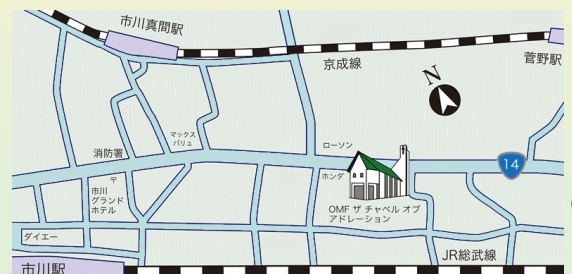 市川真間駅
京成線
菅野駅
N
マックス
バリュ
消防署
ローソン
14
〒
市川
グランド
ホテル
ホンダ
OMF ザ チャペル オブ
アドレーション
ダイエー
JR総武線
市川駅